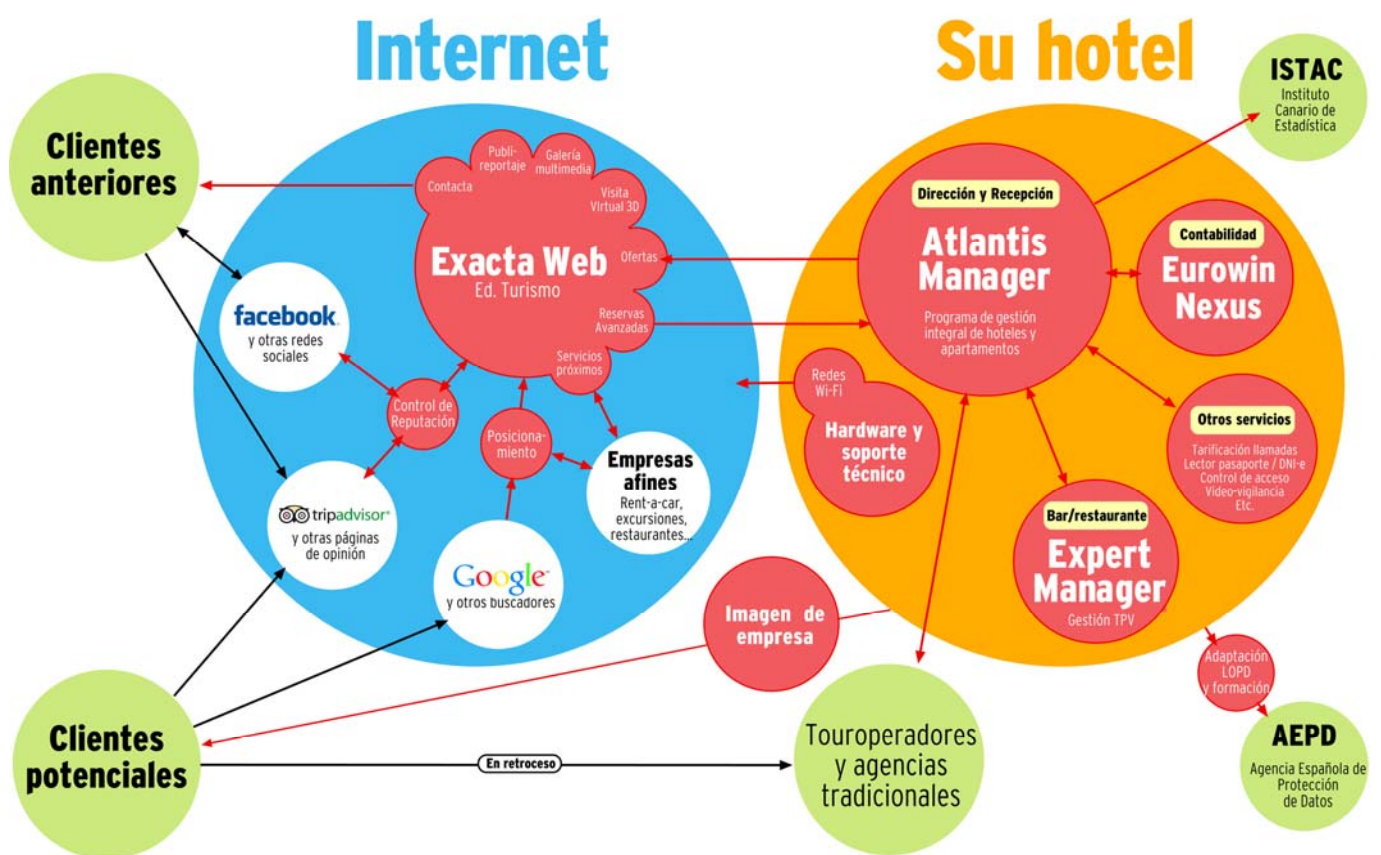 Internet
Su hotel
ISTAC
Instituto
Canario de
Estadística
Clientes
anteriores
Contacta
Publi-
reportaje
Galería
multimedia
Visita
VIrtual 3D
Ofertas
Reservas
Avanzadas
Servicios
próximos
Exacta Web
Ed. Turismo
facebook
y otras redes
sociales
Control de
Reputación
Posiciona-
miento
Empresas
afines
Rent-a-car,
excursiones,
restaurantes...
tripadvisor®
y otras páginas
de opinión
Google™
y otros buscadores
Dirección y Recepción
Atlantis
Manager
Programa de gestión
integral de hoteles y
apartamentos
Contabilidad
Eurowin
Nexus
Redes
Wi-Fi
Hardware y
soporte
técnico
Otros servicios
Tarificación llamadas
Lector pasaporte / DNI-e
Control de acceso
Video-vigilancia
Etc.
Bar/restaurante
Expert
Manager
Gestión TPV
Imagen de
empresa
Adaptación
LOPD
y formación
Clientes
potenciales
En retroceso
Touroperadores
y agencias
tradicionales
AEPD
Agencia Española de
Protección
de Datos